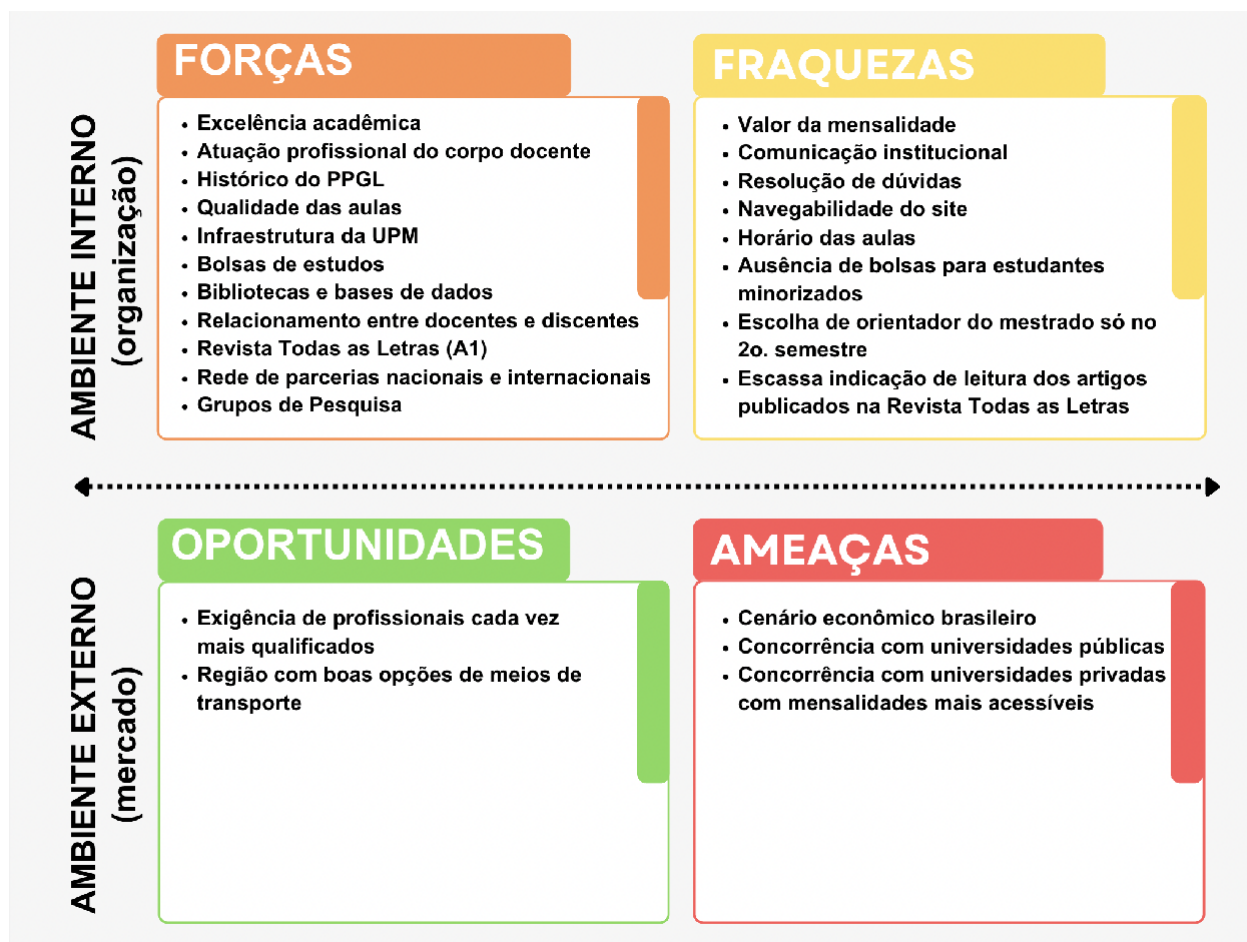 AMBIENTE INTERNO
(organização)
FORÇAS
• Excelência acadêmica
• Atuação profissional do corpo docente
• Histórico do PPGL
• Qualidade das aulas
• Infraestrutura da UPM
• Bolsas de estudos
• Bibliotecas e bases de dados
• Relacionamento entre docentes e discentes
• Revista Todas as Letras (A1)
• Rede de parcerias nacionais e internacionais
• Grupos de Pesquisa
FRAQUEZAS
• Valor da mensalidade
• Comunicação institucional
• Resolução de dúvidas
• Navegabilidade do site
• Horário das aulas
• Ausência de bolsas para estudantes
minorizados
• Escolha de orientador do mestrado só no
2o. semestre
• Escassa indicação de leitura dos artigos
publicados na Revista Todas as Letras
AMBIENTE EXTERNO
(mercado)
OPORTUNIDADES
• Exigência de profissionais cada vez
mais qualificados
• Região com boas opções de meios de
transporte
AMEAÇAS
• Cenário econômico brasileiro
• Concorrência com universidades públicas
• Concorrência com universidades privadas
com mensalidades mais acessíveis